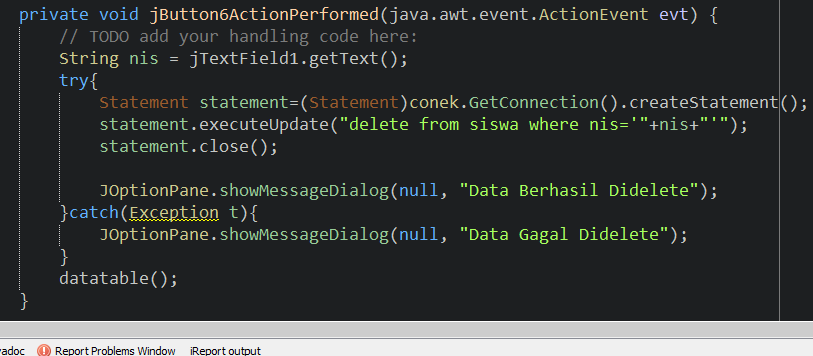 private void jButton6ActionPerformed(java.awt.event.ActionEvent evt) {
    // TODO add your handling code here:
    String nis = jTextField1.getText();
    try{
        Statement statement=(Statement)conek.GetConnection().createStatement();
        statement.executeUpdate("delete from siswa where nis='"+nis+"'");
        statement.close();

        JOptionPane.showMessageDialog(null, "Data Berhasil Didelete");
    }catch(Exception t){
        JOptionPane.showMessageDialog(null, "Data Gagal Didelete");
    }
    datatable();
}
vadoc Report Problems Window iReport output